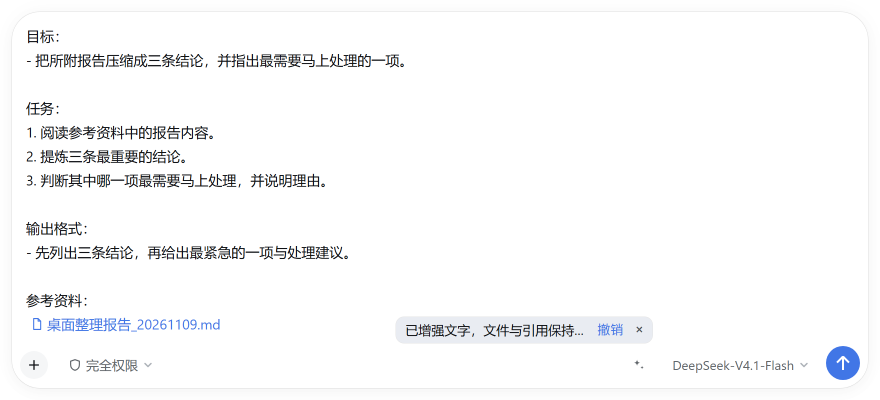 目标：
- 把所附报告压缩成三条结论，并指出最需要马上处理的一项。
任务：
1. 阅读参考资料中的报告内容。
2. 提炼三条最重要的结论。
3. 判断其中哪一项最需要马上处理，并说明理由。
输出格式：
- 先列出三条结论，再给出最紧急的一项与处理建议。
参考资料：
桌面整理报告_20261109.md
已增强文字，文件与引用保持... 撤销 ×
+ 完全权限 DeepSeek-V4.1-Flash